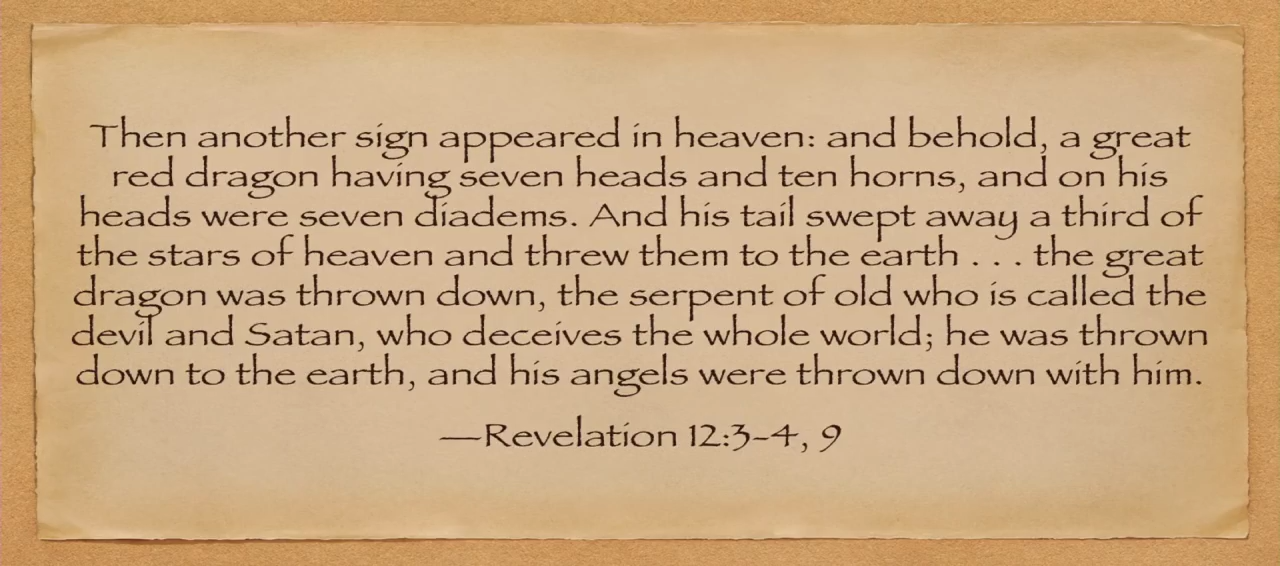 Then another sign appeared in heaven: and behold, a great
red dragon having seven heads and ten horns, and on his
heads were seven diadems. And his tail swept away a third of
the stars of heaven and threw them to the earth . . . the great
dragon was thrown down, the serpent of old who is called the
devil and Satan, who deceives the whole world; he was thrown
down to the earth, and his angels were thrown down with him.
—Revelation 12:3–4, 9